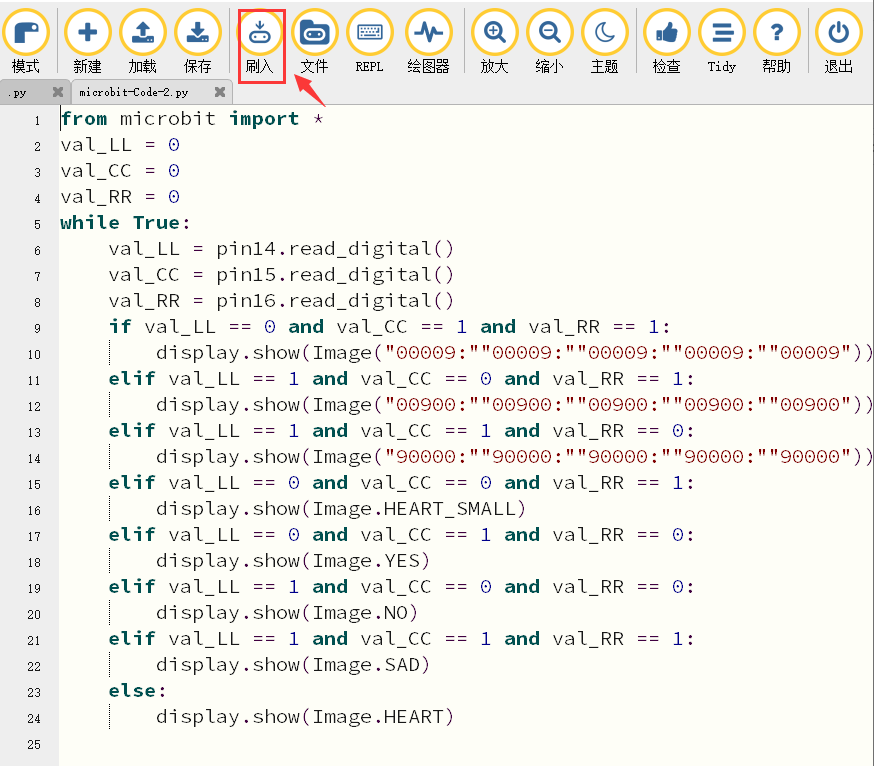 模式 新建 加载 保存 刷入 文件 REPL 绘图器 放大 缩小 主题 检查 Tidy 帮助 退出
.py microbit-Code-2.py
1 from microbit import *
2 val_LL = 0
3 val_CC = 0
4 val_RR = 0
5 while True:
6     val_LL = pin14.read_digital()
7     val_CC = pin15.read_digital()
8     val_RR = pin16.read_digital()
9     if val_LL == 0 and val_CC == 1 and val_RR == 1:
10         display.show(Image("00009:""00009:""00009:""00009:""00009"))
11     elif val_LL == 1 and val_CC == 0 and val_RR == 1:
12         display.show(Image("00900:""00900:""00900:""00900:""00900"))
13     elif val_LL == 1 and val_CC == 1 and val_RR == 0:
14         display.show(Image("90000:""90000:""90000:""90000:""90000"))
15     elif val_LL == 0 and val_CC == 0 and val_RR == 1:
16         display.show(Image.HEART_SMALL)
17     elif val_LL == 0 and val_CC == 1 and val_RR == 0:
18         display.show(Image.YES)
19     elif val_LL == 1 and val_CC == 0 and val_RR == 0:
20         display.show(Image.NO)
21     elif val_LL == 1 and val_CC == 1 and val_RR == 1:
22         display.show(Image.SAD)
23     else:
24         display.show(Image.HEART)
25